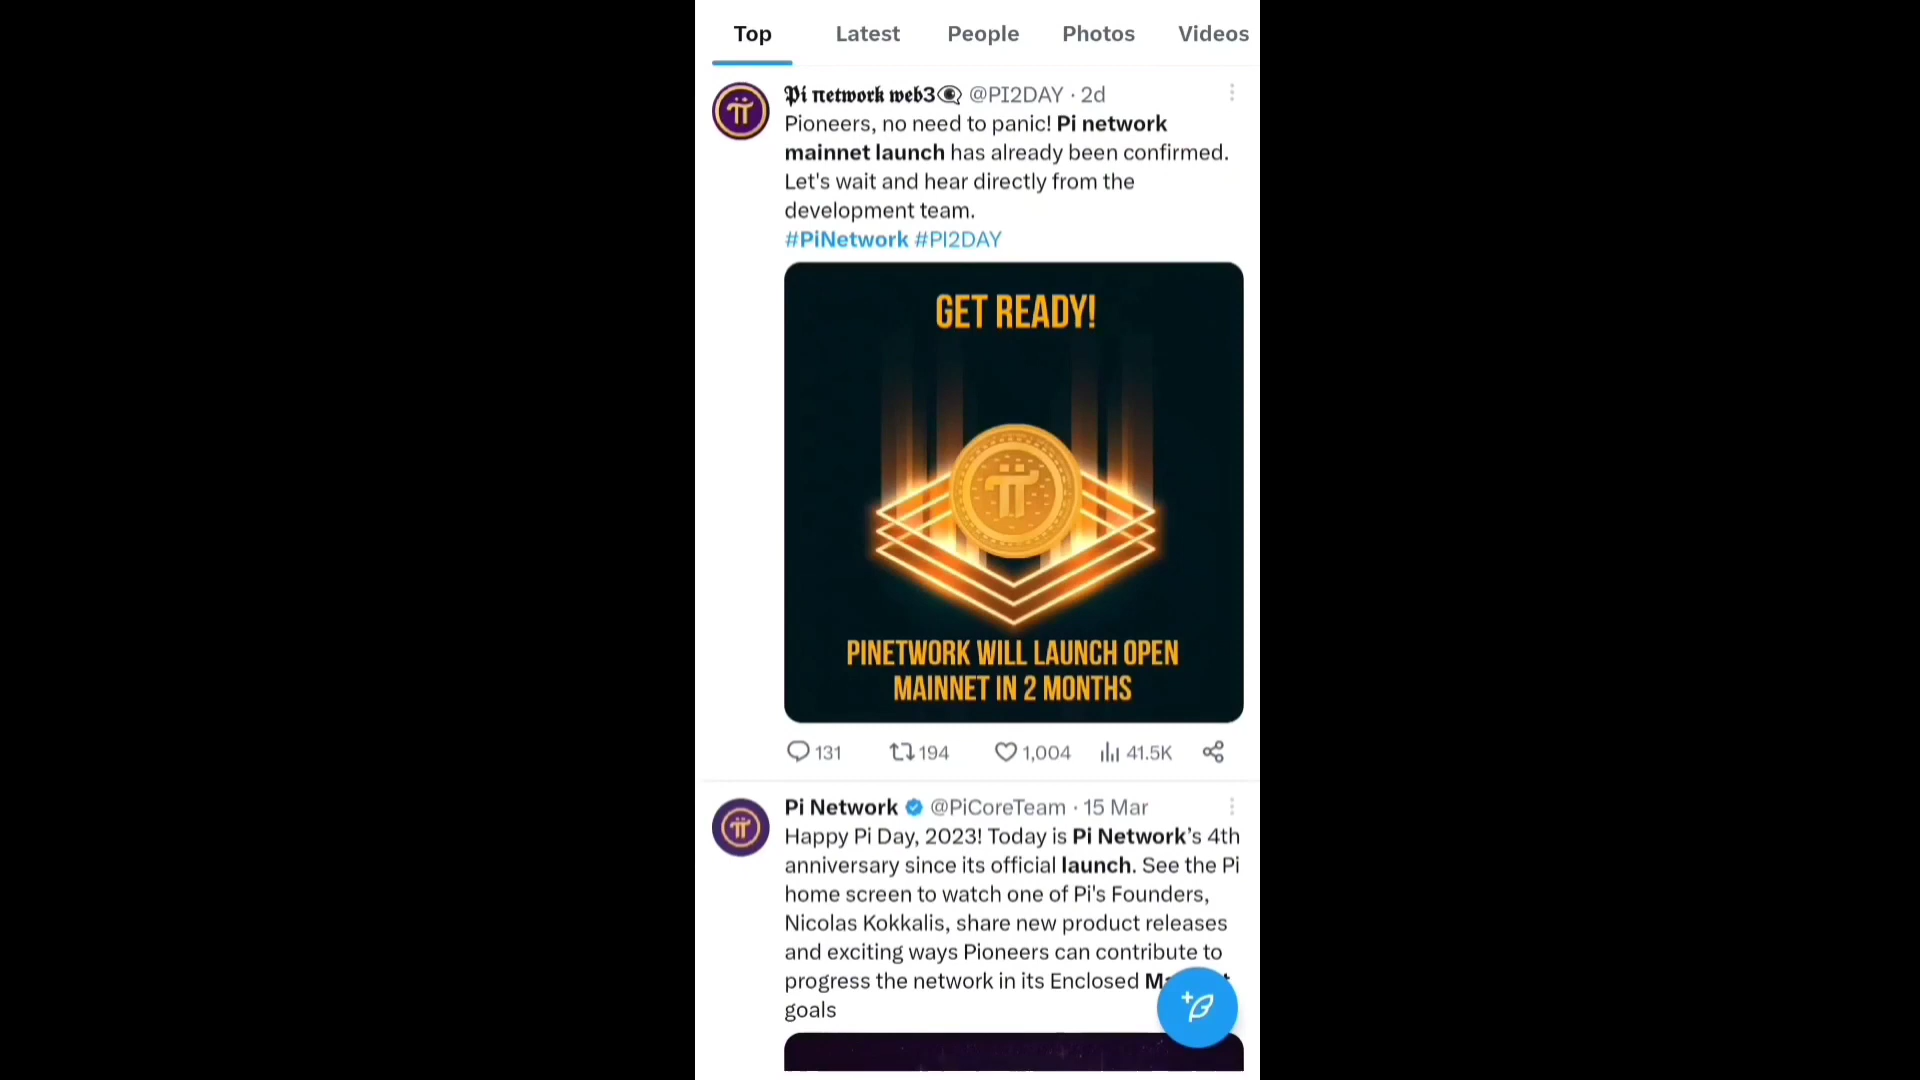 Top Latest People Photos Videos
𝕻𝖎 𝖓𝖊𝖙𝖜𝖔𝖗𝖐 𝖜𝖊𝖇3👁️‍🗨️ @PI2DAY · 2d
Pioneers, no need to panic! Pi network
mainnet launch has already been confirmed.
Let's wait and hear directly from the
development team.
#PiNetwork #PI2DAY
GET READY!
PINETWORK WILL LAUNCH OPEN
MAINNET IN 2 MONTHS
131 194 1,004 41.5K
Pi Network @PiCoreTeam · 15 Mar
Happy Pi Day, 2023! Today is Pi Network’s 4th
anniversary since its official launch. See the Pi
home screen to watch one of Pi's Founders,
Nicolas Kokkalis, share new product releases
and exciting ways Pioneers can contribute to
progress the network in its Enclosed
goals